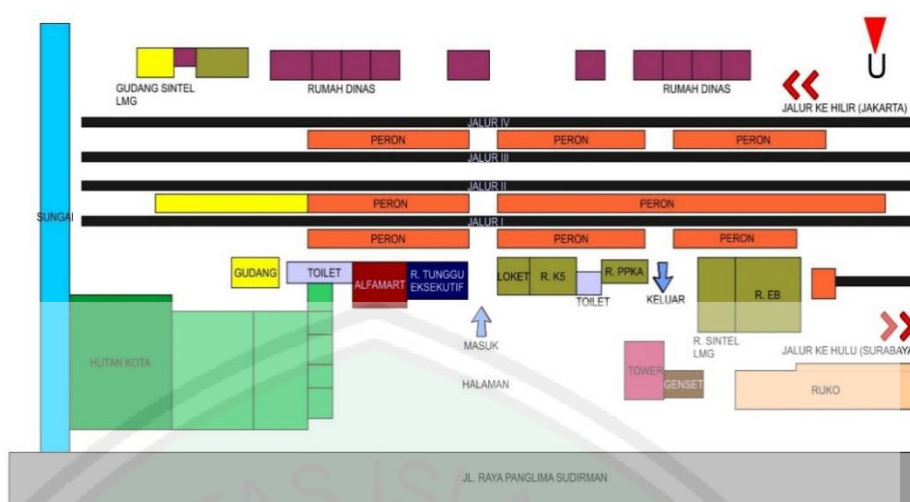 U
GUDANG SINTEL
LMG
RUMAH DINAS
RUMAH DINAS
JALUR KE HILIR (JAKARTA)
JALUR IV
PERON
PERON
PERON
JALUR III
JALUR II
PERON
PERON
SUNGAI
JALUR I
PERON
PERON
PERON
GUDANG
TOILET
ALFAMART
R. TUNGGU
EKSEKUTIF
LOKET
R. K5
TOILET
R. PPKA
KELUAR
R. EB
R. SINTEL
LMG
MASUK
JALUR KE HULU (SURABAYA
HUTAN KOTA
HALAMAN
TOWER
GENSET
RUKO
JL. RAYA PANGLIMA SUDIRMAN